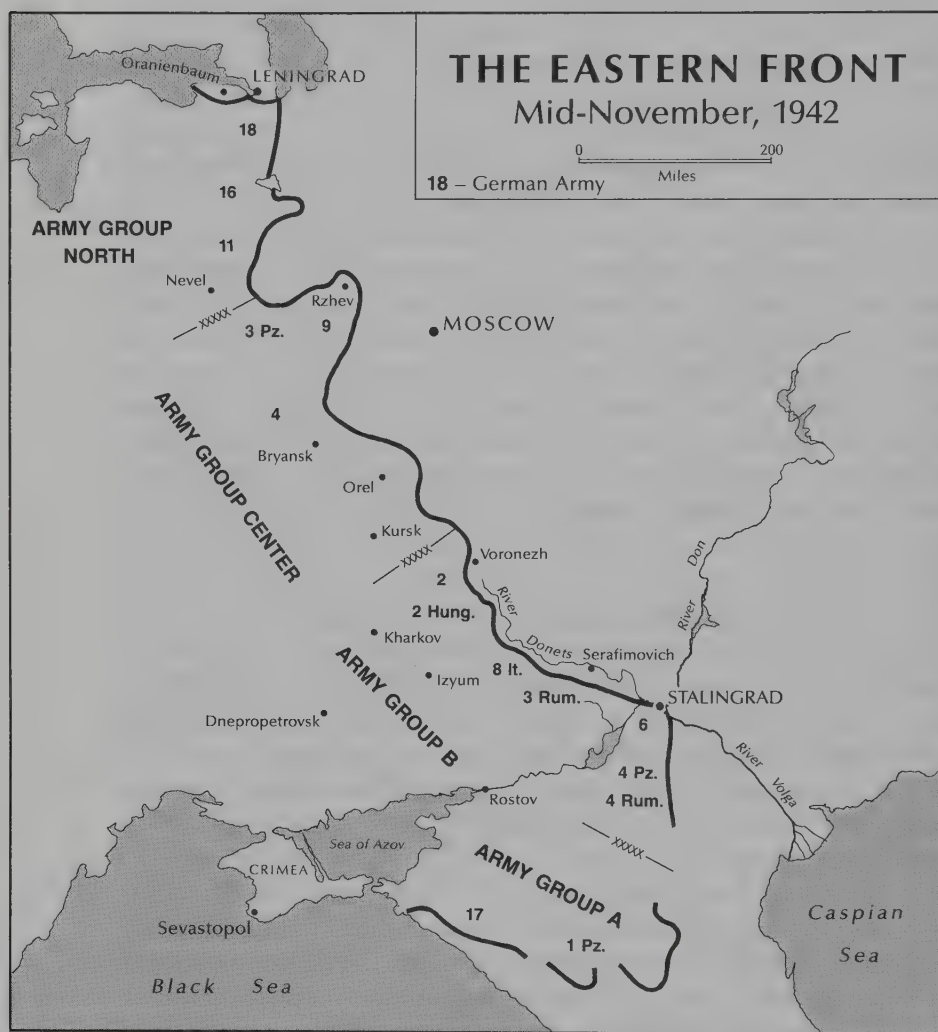 THE EASTERN FRONT
Mid-November, 1942
0 200
Miles
18 – German Army
Oranienbaum
LENINGRAD
18
16
ARMY GROUP
NORTH
11
Nevel
Rzhev
xxxxx
3 Pz.
9
MOSCOW
ARMY GROUP CENTER
4
Bryansk
Orel
Kursk
xxxxx
Voronezh
2
River Donets
2 Hung.
Kharkov
ARMY GROUP B
8 It.
Serafimovich
River Don
Izyum
3 Rum.
STALINGRAD
Dnepropetrovsk
6
4 Pz.
River Volga
Rostov
4 Rum.
Sea of Azov
xxxxx
CRIMEA
ARMY GROUP A
Sevastopol
17
1 Pz.
Caspian
Sea
Black Sea